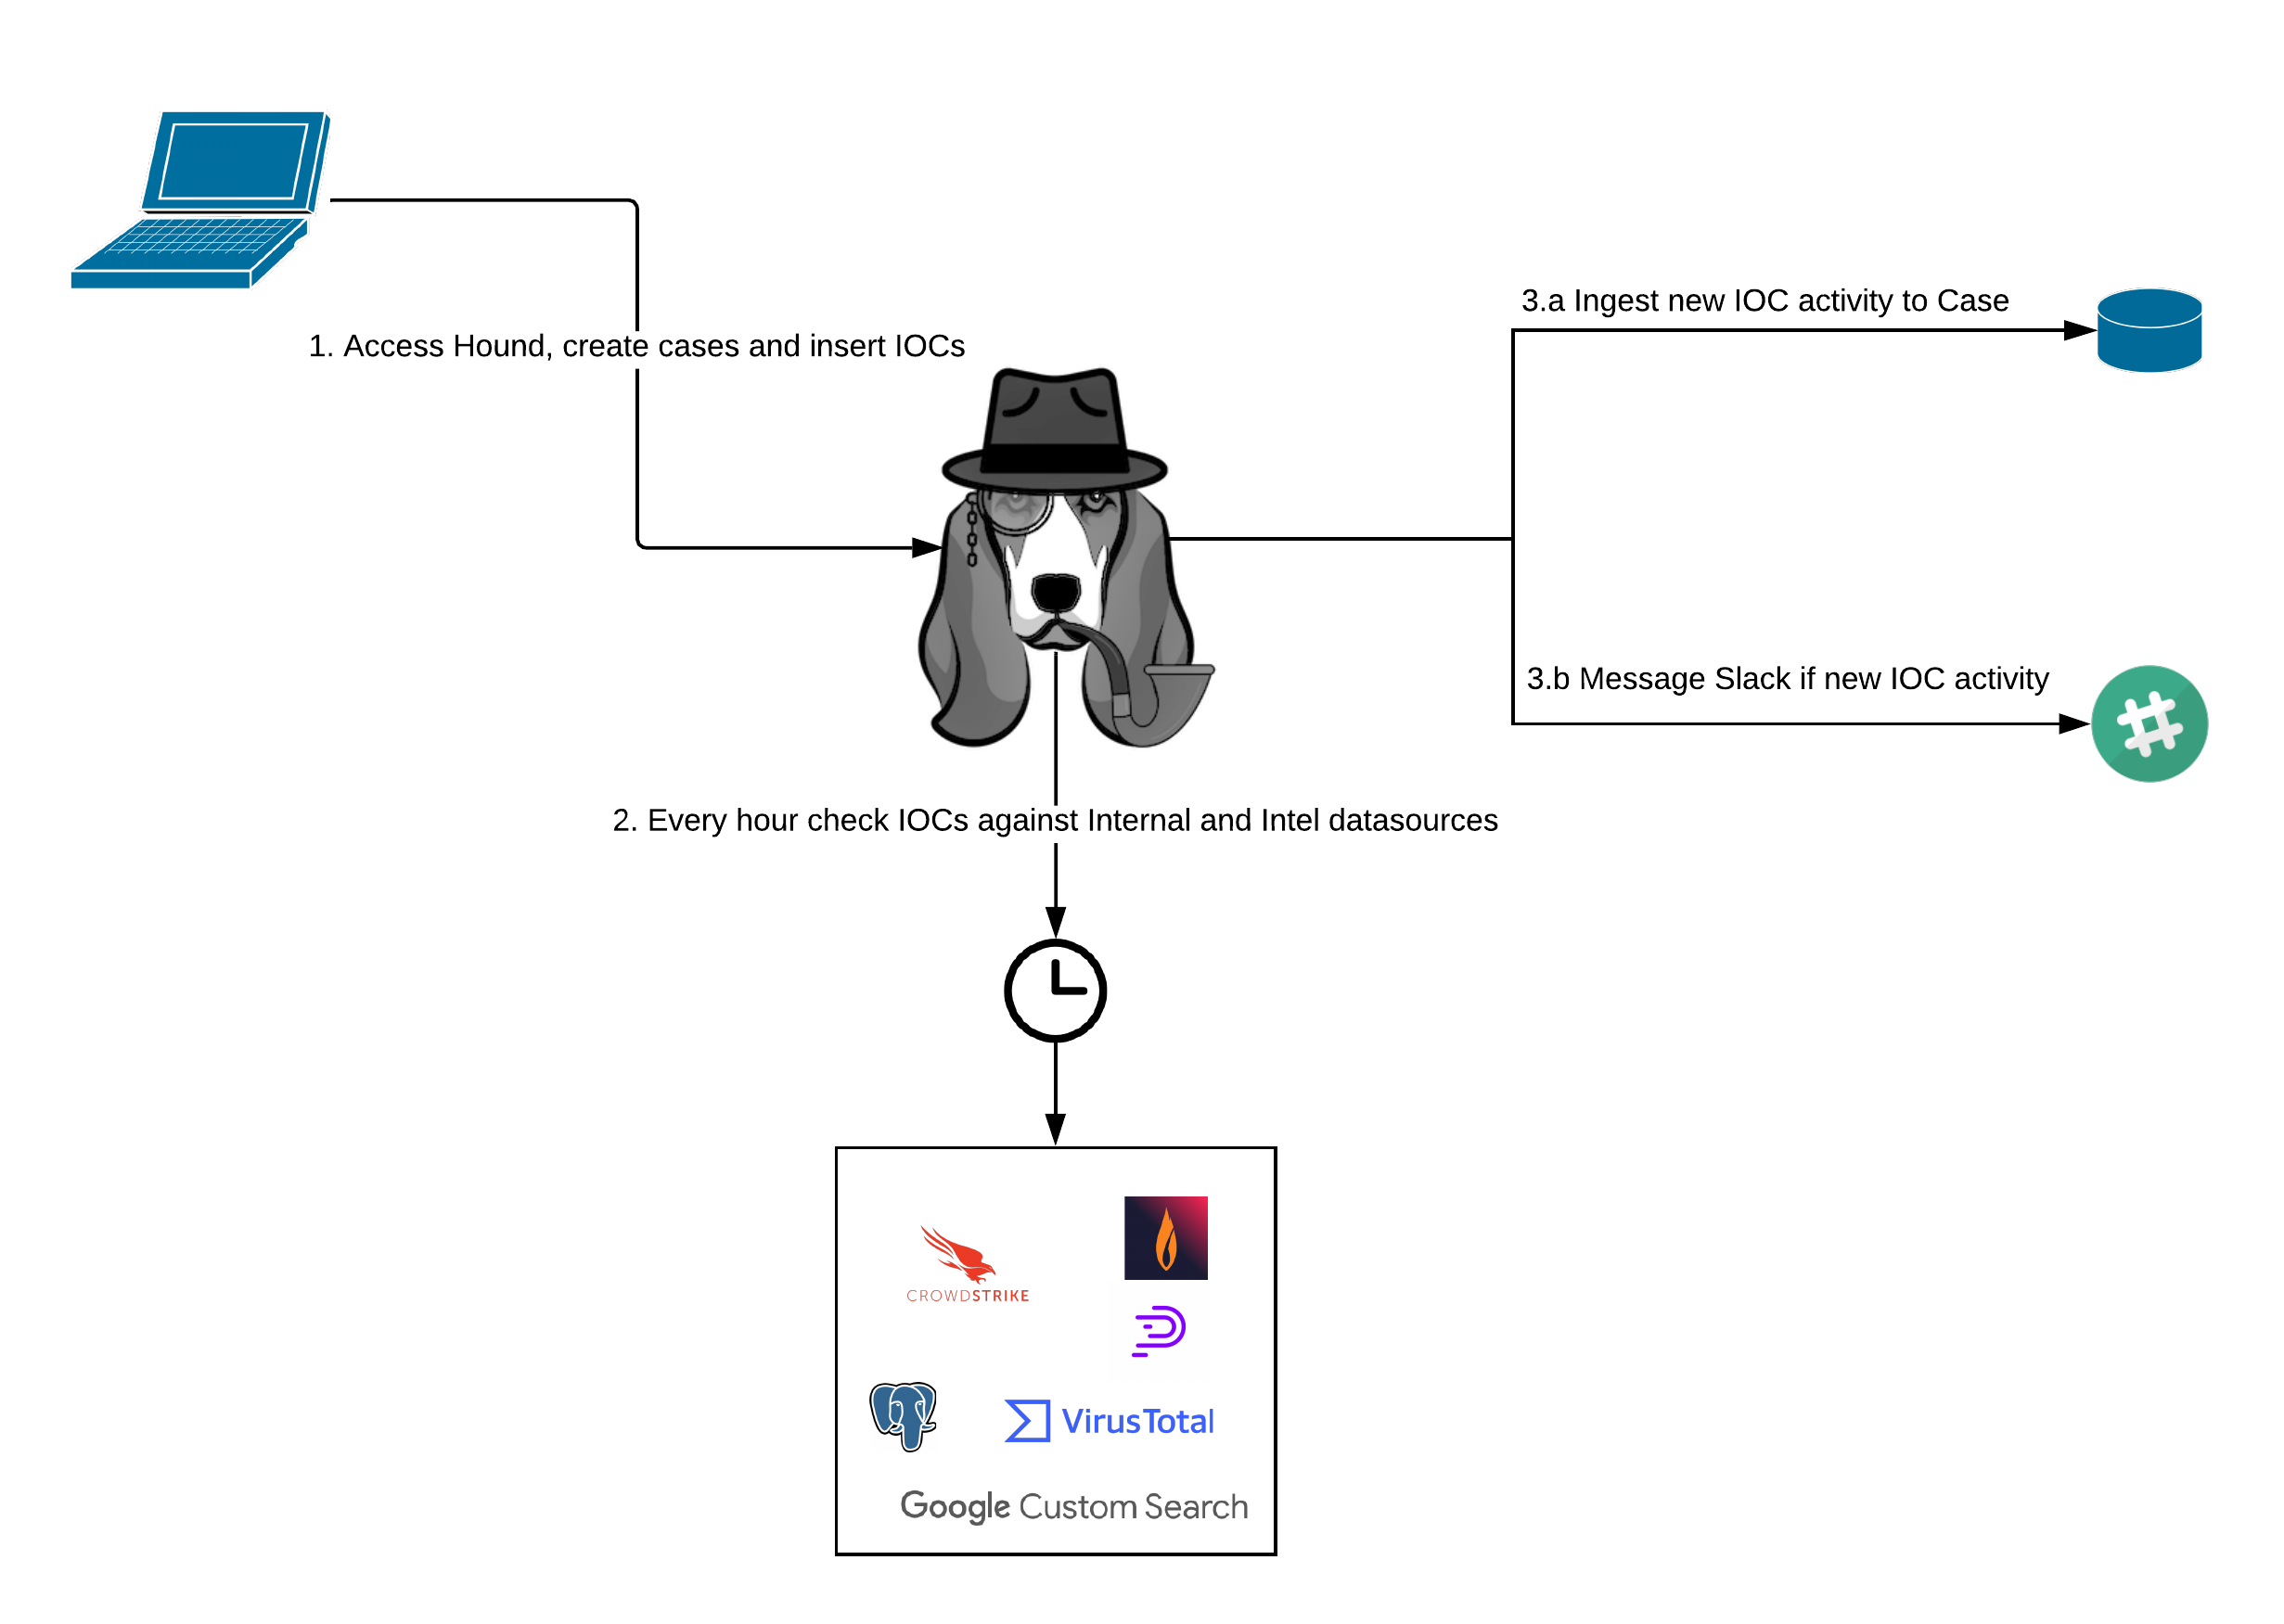 1. Access Hound, create cases and insert IOCs
3.a Ingest new IOC activity to Case
3.b Message Slack if new IOC activity
2. Every hour check IOCs against Internal and Intel datasources
CROWDSTRIKE
VirusTotal
Google Custom Search